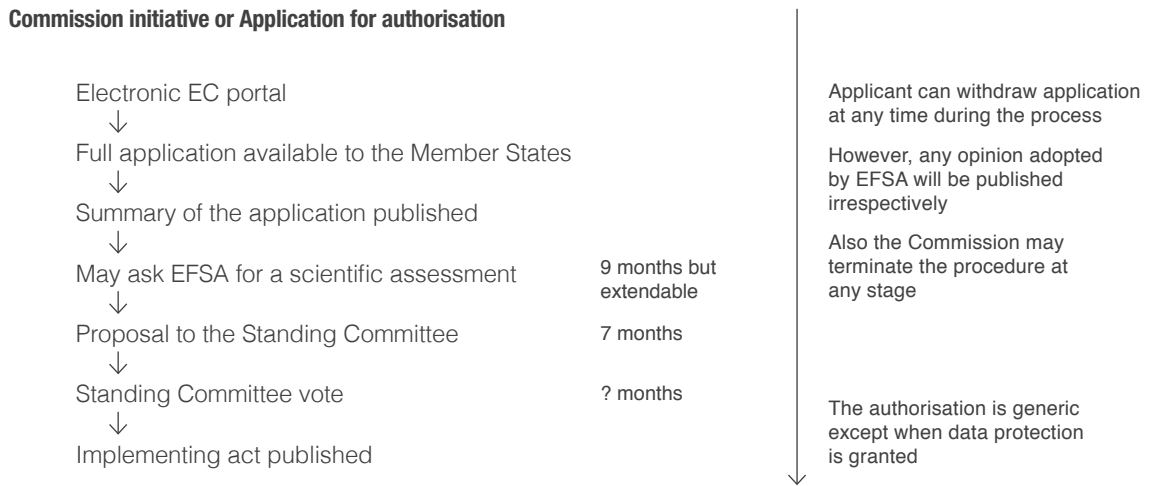 Commission initiative or Application for authorisation
Electronic EC portal
Full application available to the Member States
Summary of the application published
May ask EFSA for a scientific assessment
9 months but
extendable
Proposal to the Standing Committee
7 months
Standing Committee vote
? months
Implementing act published
Applicant can withdraw application
at any time during the process
However, any opinion adopted
by EFSA will be published
irrespectively
Also the Commission may
terminate the procedure at
any stage
The authorisation is generic
except when data protection
is granted